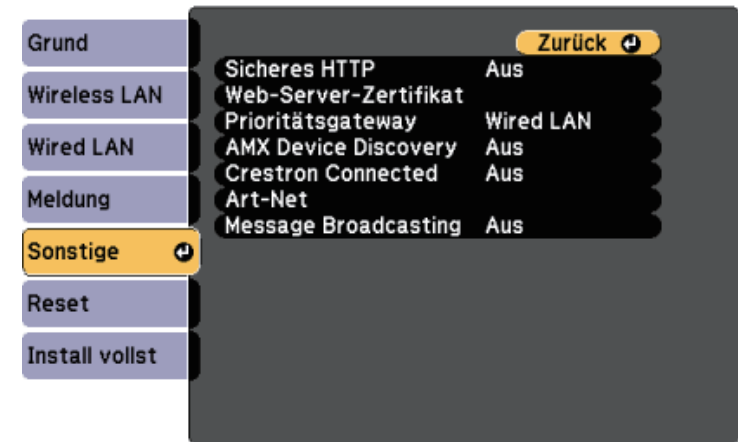 Grund
Wireless LAN
Wired LAN
Meldung
Sonstige
Reset
Install vollst
Zurück
Sicheres HTTP Aus
Web-Server-Zertifikat
Prioritätsgateway Wired LAN
AMX Device Discovery Aus
Crestron Connected Aus
Art-Net
Message Broadcasting Aus